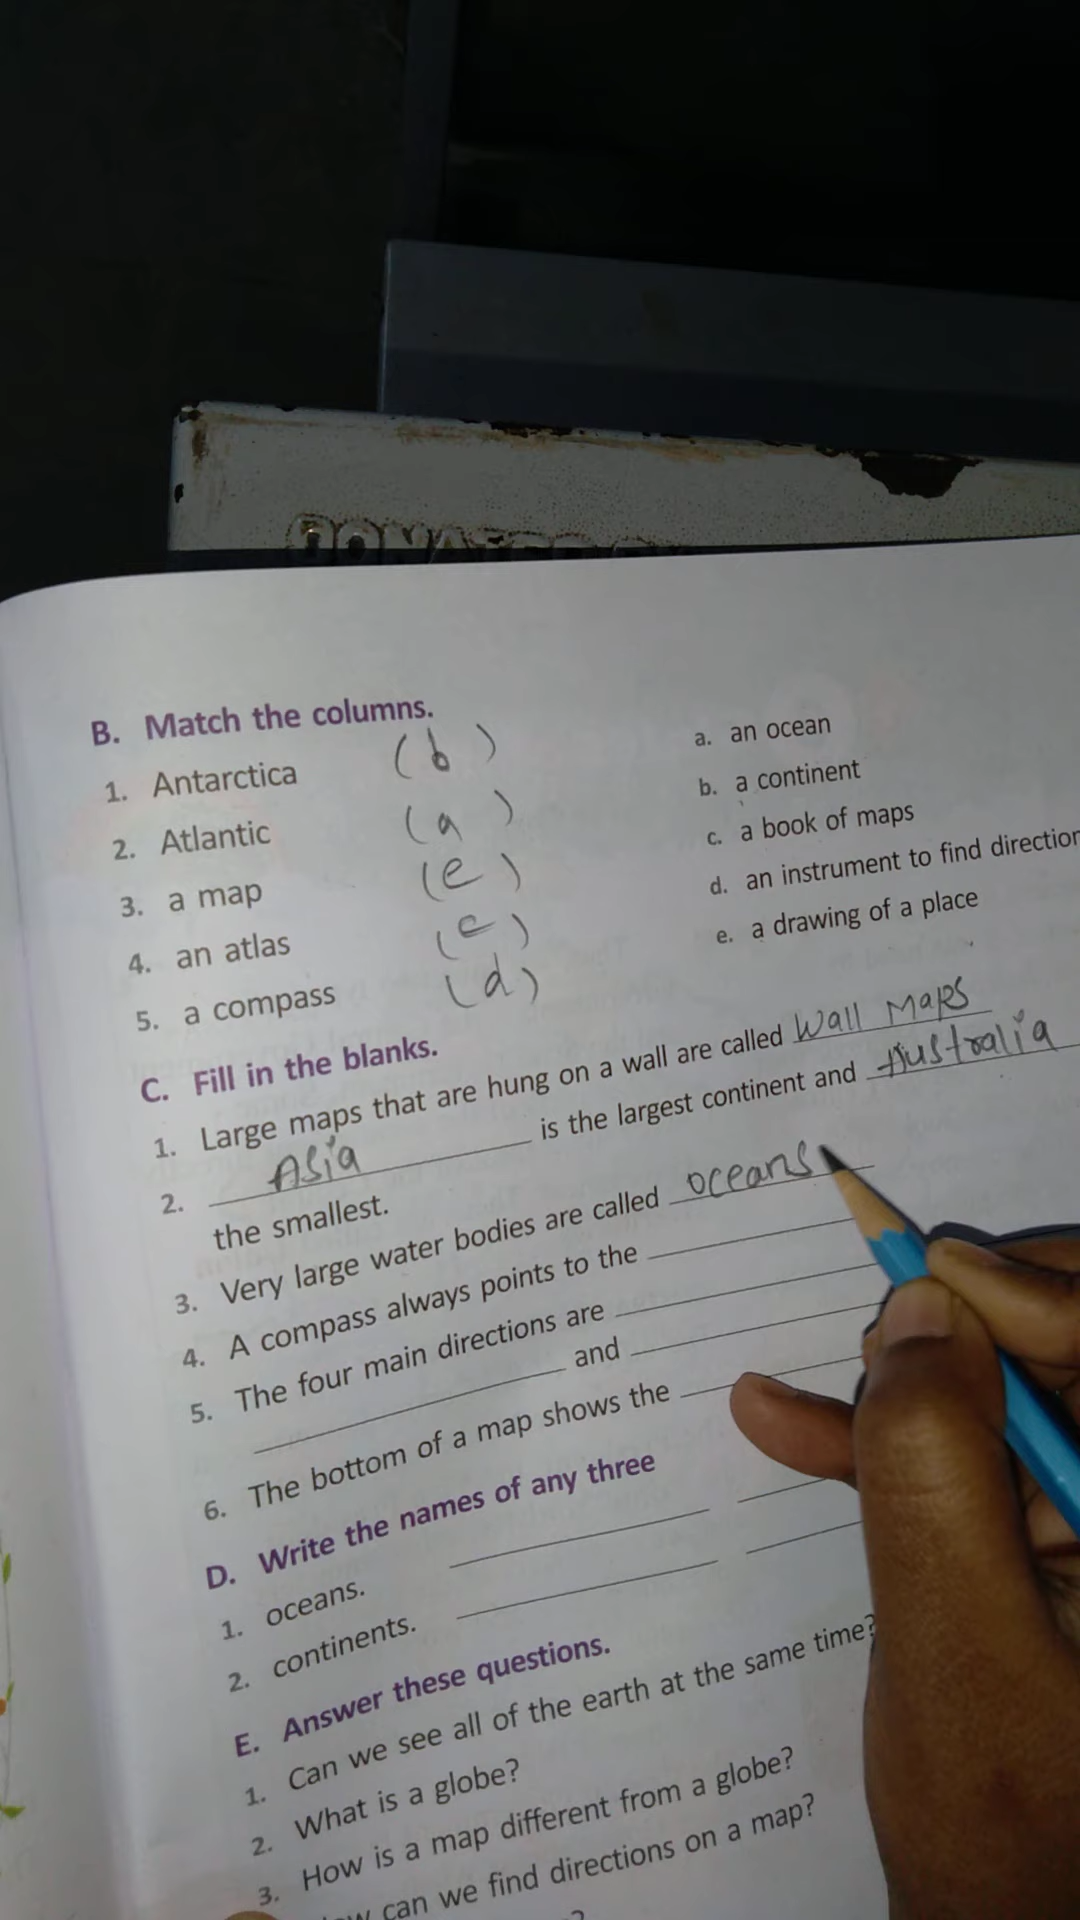 B. Match the columns.
1. Antarctica (b) a. an ocean
2. Atlantic (a) b. a continent
3. a map (e) c. a book of maps
4. an atlas (c) d. an instrument to find direction
5. a compass (d) e. a drawing of a place
C. Fill in the blanks.
1. Large maps that are hung on a wall are called Wall Maps
2. Asia is the largest continent and Australia
the smallest.
3. Very large water bodies are called oceans
4. A compass always points to the
5. The four main directions are
and
6. The bottom of a map shows the
D. Write the names of any three
1. oceans.
2. continents.
E. Answer these questions.
1. Can we see all of the earth at the same time?
2. What is a globe?
3. How is a map different from a globe?
can we find directions on a map?